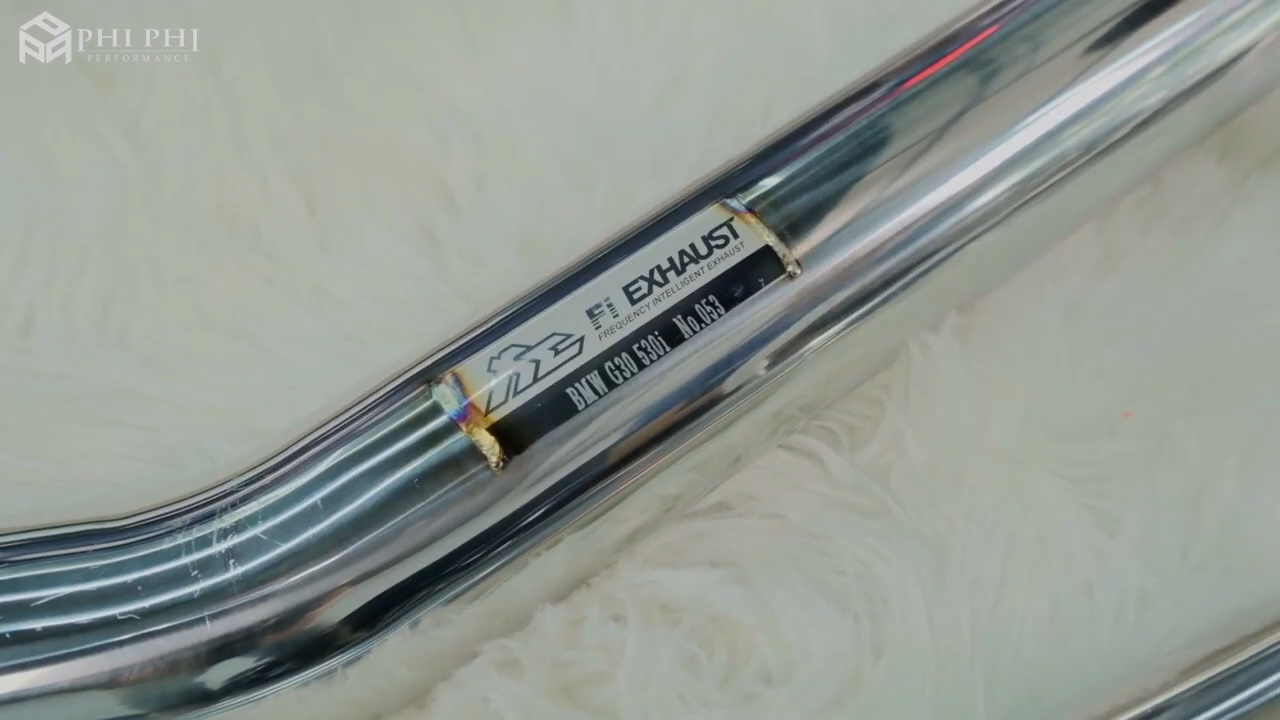 PHI PHI
PERFORMANCE
Fi EXHAUST
FREQUENCY INTELLIGENT EXHAUST
BMW G30 530i No.053